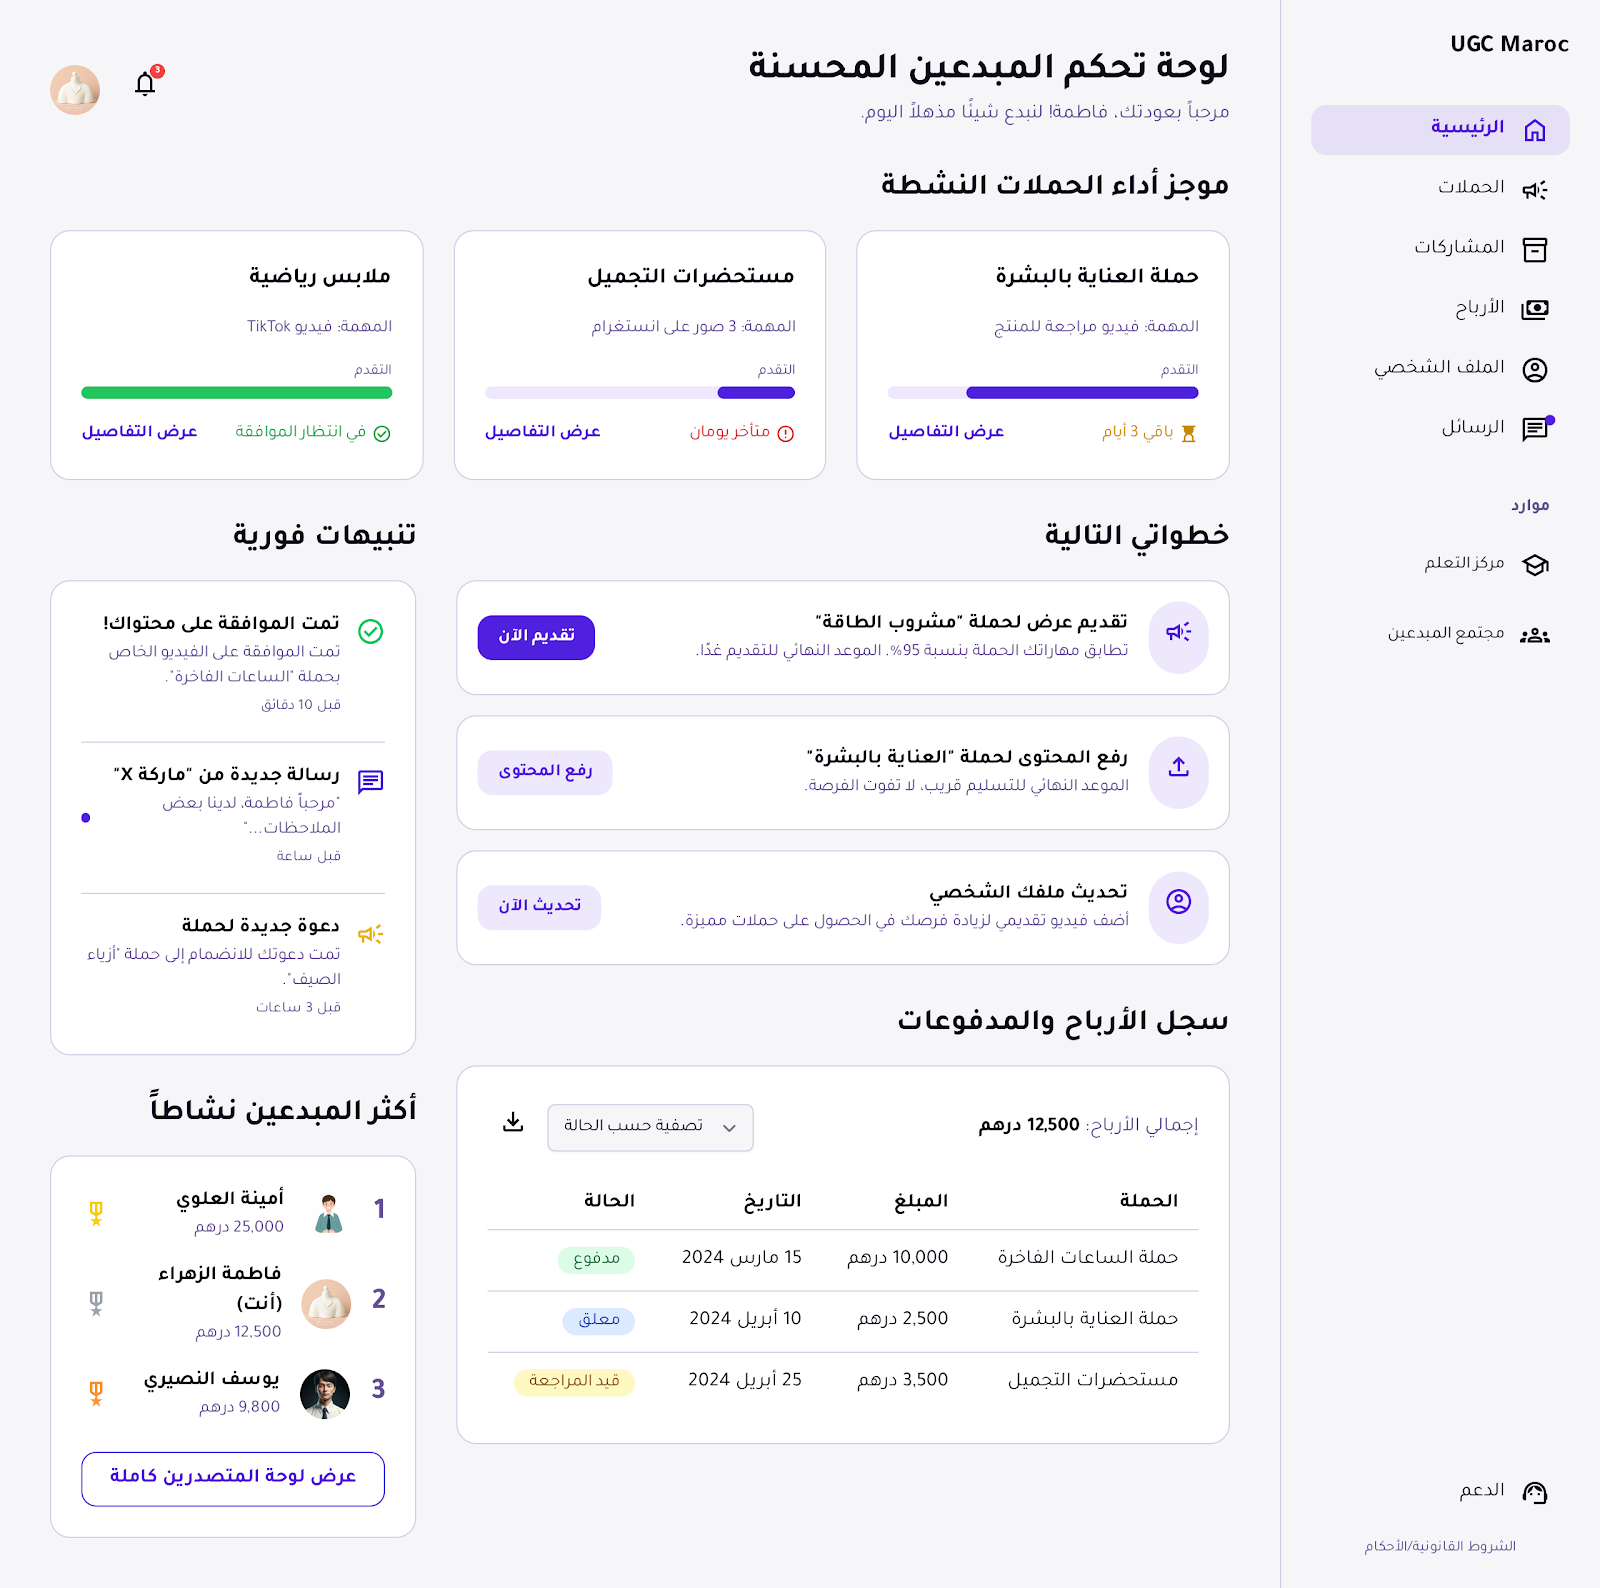 UGC Maroc
الرئيسية
الحملات
المشاركات
الأرباح
الملف الشخصي
الرسائل
موارد
مركز التعلم
مجتمع المبدعين
الدعم
الشروط القانونية/الأحكام
لوحة تحكم المبدعين المحسنة
مرحباً بعودتك، فاطمة! لنبدع شيئًا مذهلاً اليوم.
3
موجز أداء الحملات النشطة
حملة العناية بالبشرة
المهمة: فيديو مراجعة للمنتج
التقدم
باقي 3 أيام
عرض التفاصيل
مستحضرات التجميل
المهمة: 3 صور على انستغرام
التقدم
متأخر يومان
عرض التفاصيل
ملابس رياضية
المهمة: فيديو TikTok
التقدم
في انتظار الموافقة
عرض التفاصيل
خطواتي التالية
تقديم عرض لحملة "مشروب الطاقة"
تطابق مهاراتك الحملة بنسبة 95%. الموعد النهائي للتقديم غدًا.
تقديم الآن
رفع المحتوى لحملة "العناية بالبشرة"
الموعد النهائي للتسليم قريب، لا تفوت الفرصة.
رفع المحتوى
تحديث ملفك الشخصي
أضف فيديو تقديمي لزيادة فرصك في الحصول على حملات مميزة.
تحديث الآن
سجل الأرباح والمدفوعات
إجمالي الأرباح: 12,500 درهم
تصفية حسب الحالة
الحملة المبلغ التاريخ الحالة
حملة الساعات الفاخرة 10,000 درهم 15 مارس 2024 مدفوع
حملة العناية بالبشرة 2,500 درهم 10 أبريل 2024 معلق
مستحضرات التجميل 3,500 درهم 25 أبريل 2024 قيد المراجعة
تنبيهات فورية
تمت الموافقة على محتواك!
تمت الموافقة على الفيديو الخاص
بحملة "الساعات الفاخرة".
قبل 10 دقائق
رسالة جديدة من "ماركة X"
"مرحباً فاطمة، لدينا بعض
الملاحظات..."
قبل ساعة
دعوة جديدة لحملة
تمت دعوتك للانضمام إلى حملة "أزياء
الصيف".
قبل 3 ساعات
أكثر المبدعين نشاطاً
1
أمينة العلوي
25,000 درهم
2
فاطمة الزهراء
(أنت)
12,500 درهم
3
يوسف النصيري
9,800 درهم
عرض لوحة المتصدرين كاملة